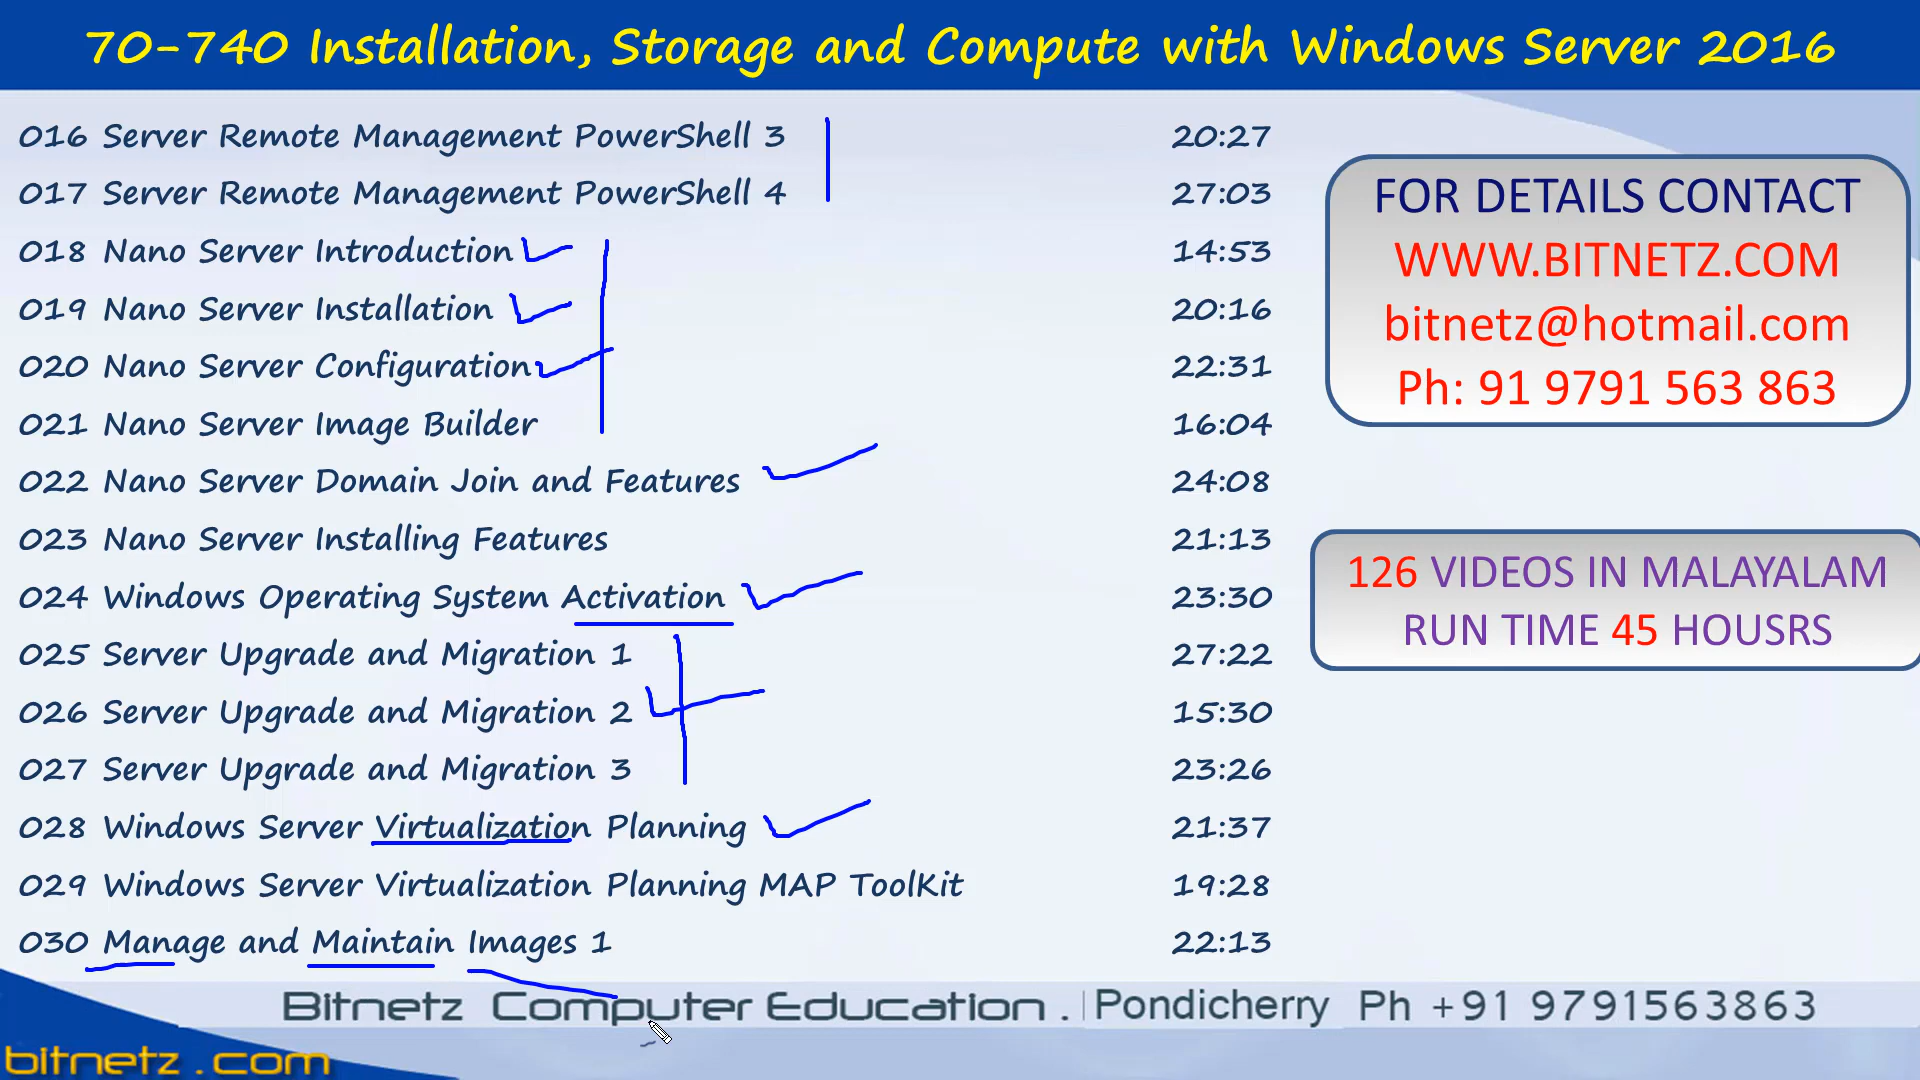 70-740 Installation, Storage and Compute with Windows Server 2016
016 Server Remote Management PowerShell 3 20:27
017 Server Remote Management PowerShell 4 27:03
018 Nano Server Introduction 14:53
019 Nano Server Installation 20:16
020 Nano Server Configuration 22:31
021 Nano Server Image Builder 16:04
022 Nano Server Domain Join and Features 24:08
023 Nano Server Installing Features 21:13
024 Windows Operating System Activation 23:30
025 Server Upgrade and Migration 1 27:22
026 Server Upgrade and Migration 2 15:30
027 Server Upgrade and Migration 3 23:26
028 Windows Server Virtualization Planning 21:37
029 Windows Server Virtualization Planning MAP ToolKit 19:28
030 Manage and Maintain Images 1 22:13
FOR DETAILS CONTACT
WWW.BITNETZ.COM
bitnetz@hotmail.com
Ph: 91 9791 563 863
126 VIDEOS IN MALAYALAM
RUN TIME 45 HOUSRS
Bitnetz Computer Education . | Pondicherry Ph +91 9791563863
bitnetz.com